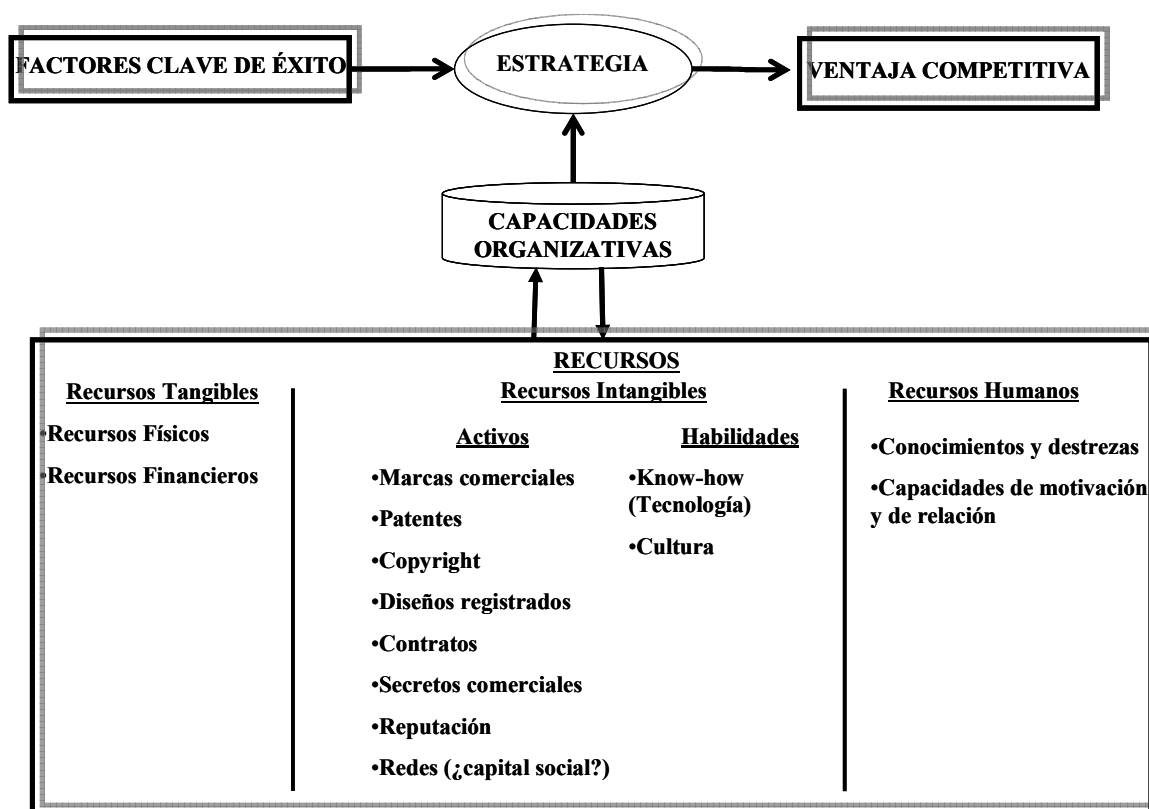 FACTORES CLAVE DE ÉXITO
ESTRATEGIA
VENTAJA COMPETITIVA
CAPACIDADES
ORGANIZATIVAS
RECURSOS
Recursos Tangibles
•Recursos Físicos
•Recursos Financieros
Recursos Intangibles
Activos
•Marcas comerciales
•Patentes
•Copyright
•Diseños registrados
•Contratos
•Secretos comerciales
•Reputación
•Redes (¿capital social?)
Habilidades
•Know-how
(Tecnología)
•Cultura
Recursos Humanos
•Conocimientos y destrezas
•Capacidades de motivación
y de relación